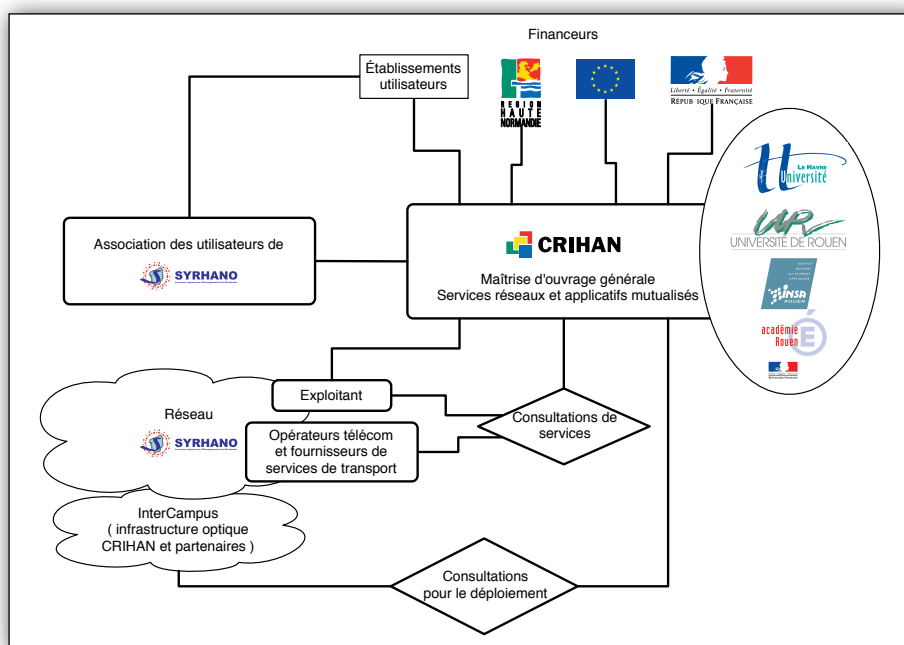 Financeurs
Établissements
utilisateurs
REGION
HAUTE
NORMANDIE
Liberté • Égalité • Fraternité
RÉPUBLIQUE FRANÇAISE
LE HAVRE
Université
UNIVERSITÉ DE ROUEN
INSA
ROUEN
académie
Rouen
É
Association des utilisateurs de
SYRHANO
CRIHAN
Maîtrise d'ouvrage générale
Services réseaux et applicatifs mutualisés
Exploitant
Réseau
SYRHANO
Opérateurs télécom
et fournisseurs de
services de transport
Consultations de
services
InterCampus
( infrastructure optique
CRIHAN et partenaires )
Consultations
pour le déploiement